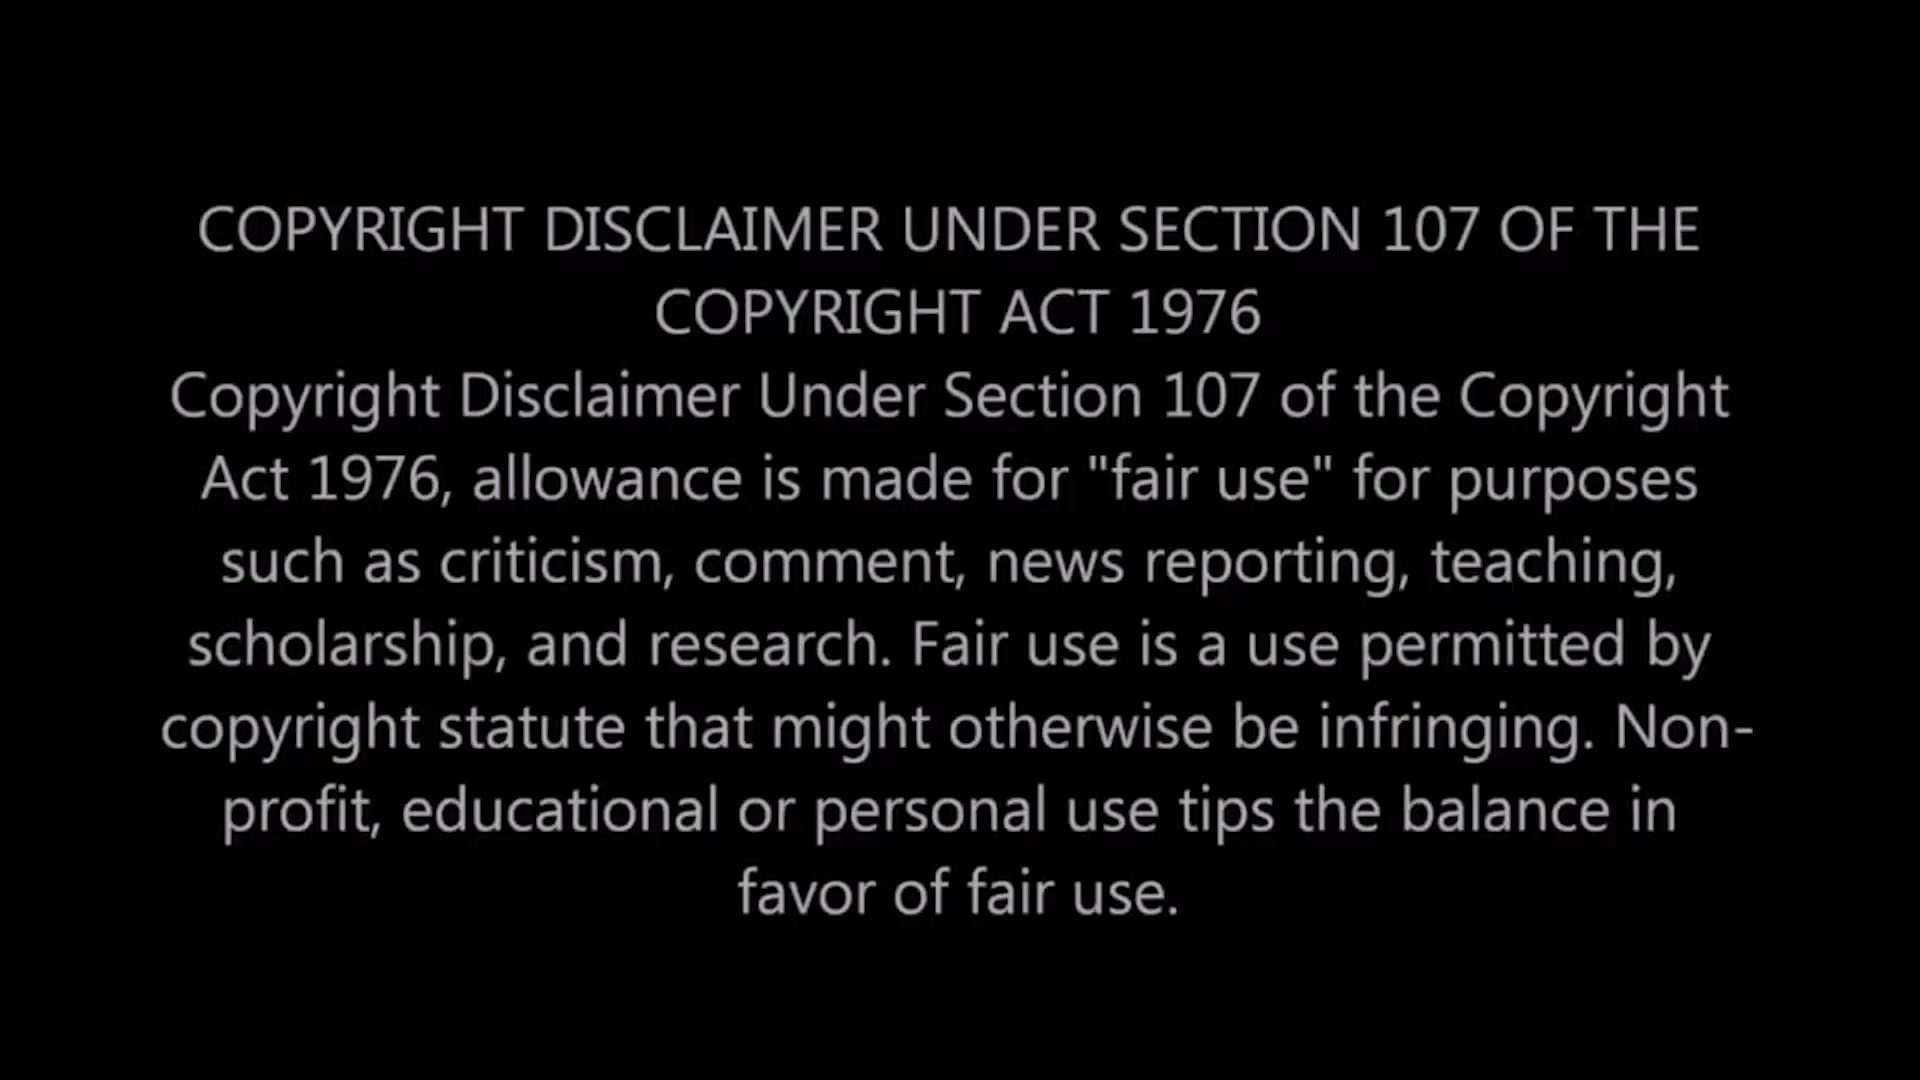 COPYRIGHT DISCLAIMER UNDER SECTION 107 OF THE
COPYRIGHT ACT 1976
Copyright Disclaimer Under Section 107 of the Copyright
Act 1976, allowance is made for "fair use" for purposes
such as criticism, comment, news reporting, teaching,
scholarship, and research. Fair use is a use permitted by
copyright statute that might otherwise be infringing. Non-
profit, educational or personal use tips the balance in
favor of fair use.